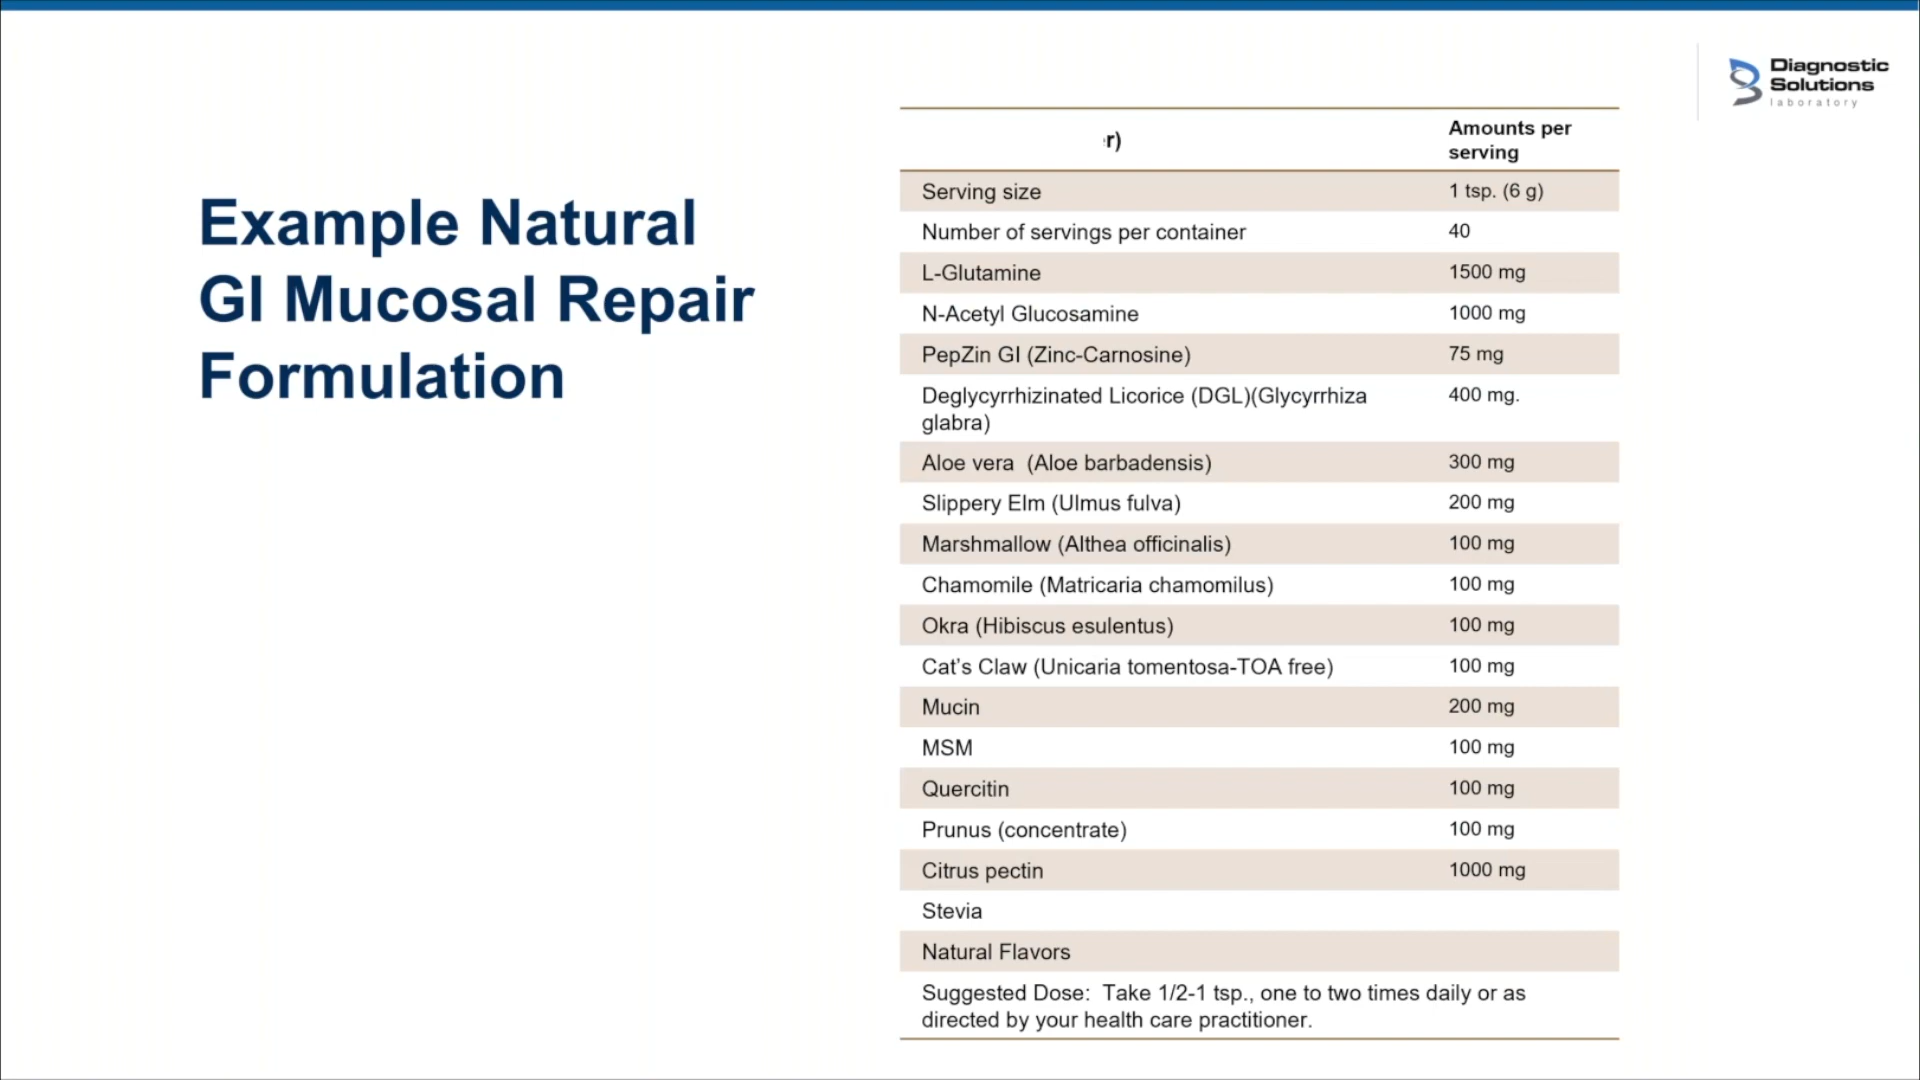 Diagnostic
Solutions
laboratory
Example Natural
GI Mucosal Repair
Formulation
r)
Amounts per
serving
Serving size 1 tsp. (6 g)
Number of servings per container 40
L-Glutamine 1500 mg
N-Acetyl Glucosamine 1000 mg
PepZin GI (Zinc-Carnosine) 75 mg
Deglycyrrhizinated Licorice (DGL)(Glycyrrhiza 400 mg.
glabra)
Aloe vera  (Aloe barbadensis) 300 mg
Slippery Elm (Ulmus fulva) 200 mg
Marshmallow (Althea officinalis) 100 mg
Chamomile (Matricaria chamomilus) 100 mg
Okra (Hibiscus esulentus) 100 mg
Cat's Claw (Unicaria tomentosa-TOA free) 100 mg
Mucin 200 mg
MSM 100 mg
Quercitin 100 mg
Prunus (concentrate) 100 mg
Citrus pectin 1000 mg
Stevia
Natural Flavors
Suggested Dose:  Take 1/2-1 tsp., one to two times daily or as
directed by your health care practitioner.